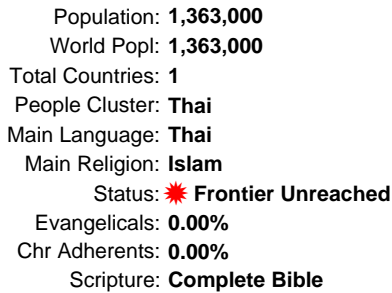 Population: 1,363,000
World Popl: 1,363,000
Total Countries: 1
People Cluster: Thai
Main Language: Thai
Main Religion: Islam
Status: Frontier Unreached
Evangelicals: 0.00%
Chr Adherents: 0.00%
Scripture: Complete Bible